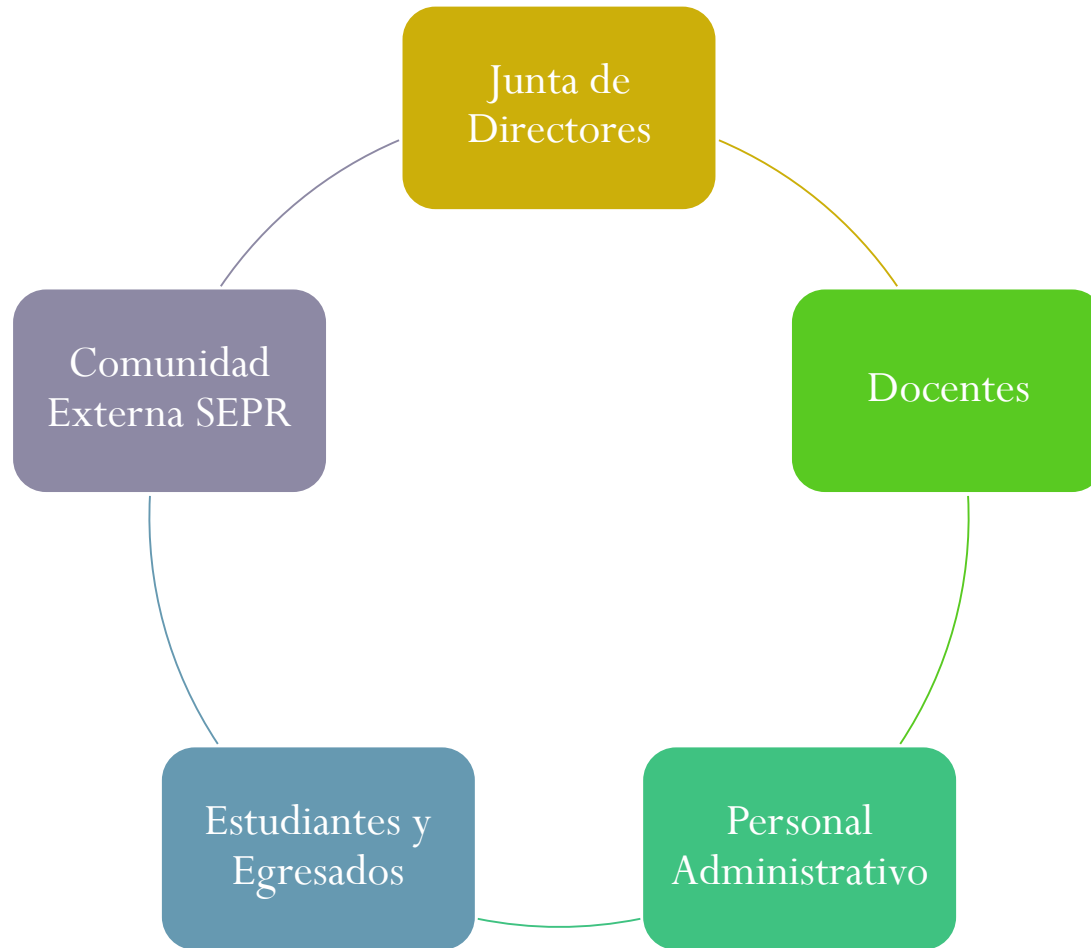 Junta de
Directores
Docentes
Personal
Administrativo
Estudiantes y
Egresados
Comunidad
Externa SEPR